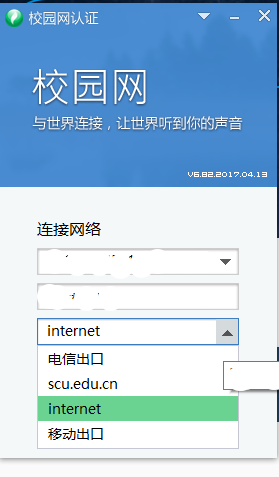 校园网认证
校园网
与世界连接，让世界听到你的声音
V6.82.2017.04.13
连接网络
internet
电信出口
scu.edu.cn
internet
移动出口